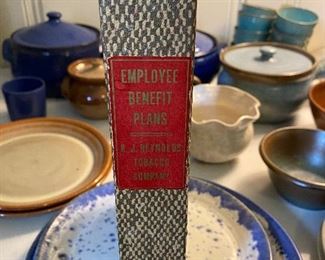 EMPLOYEE
BENEFIT
PLANS
R. J. REYNOLDS
TOBACCO
COMPANY